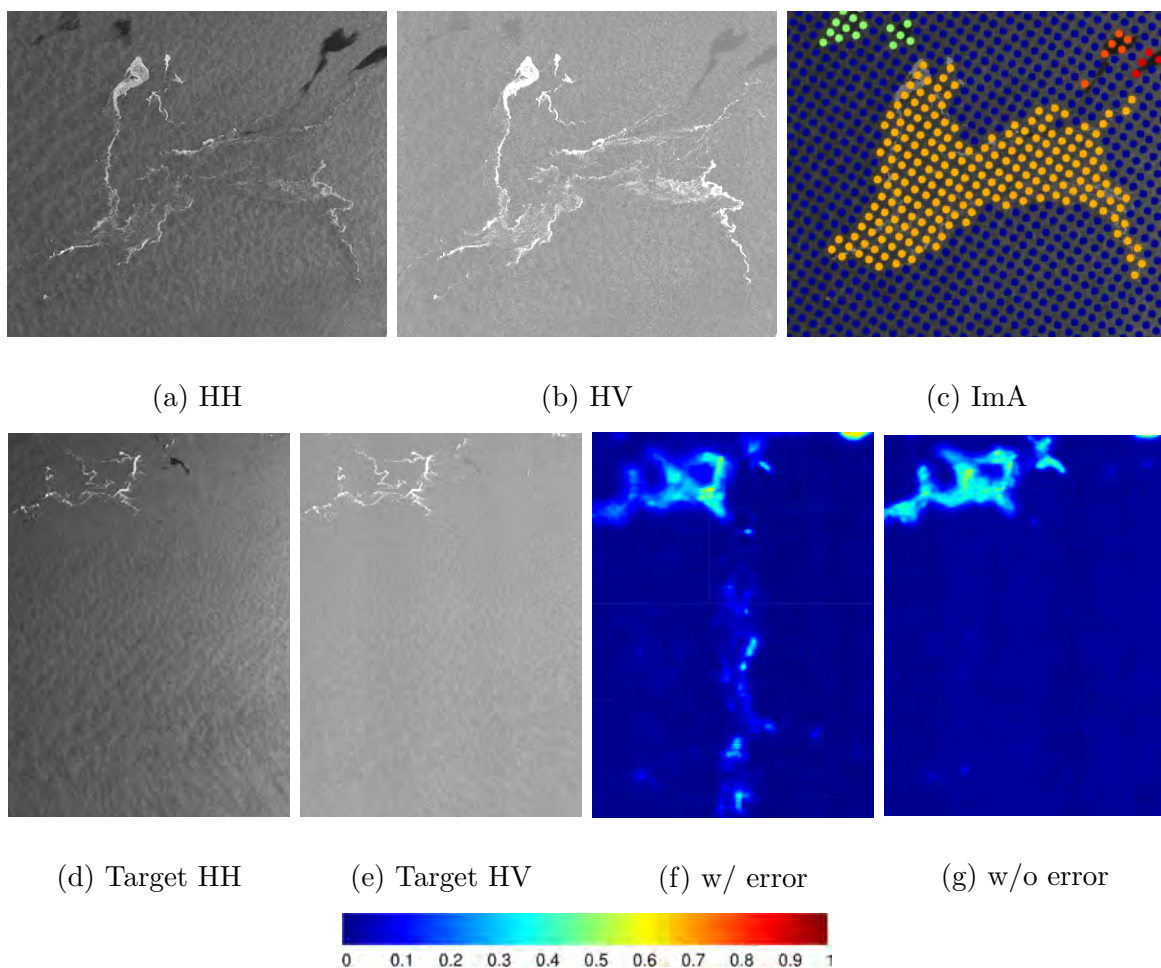 (a) HH
(b) HV
(c) ImA
(d) Target HH
(e) Target HV
(f) w/ error
(g) w/o error
0 0.1 0.2 0.3 0.4 0.5 0.6 0.7 0.8 0.9 1